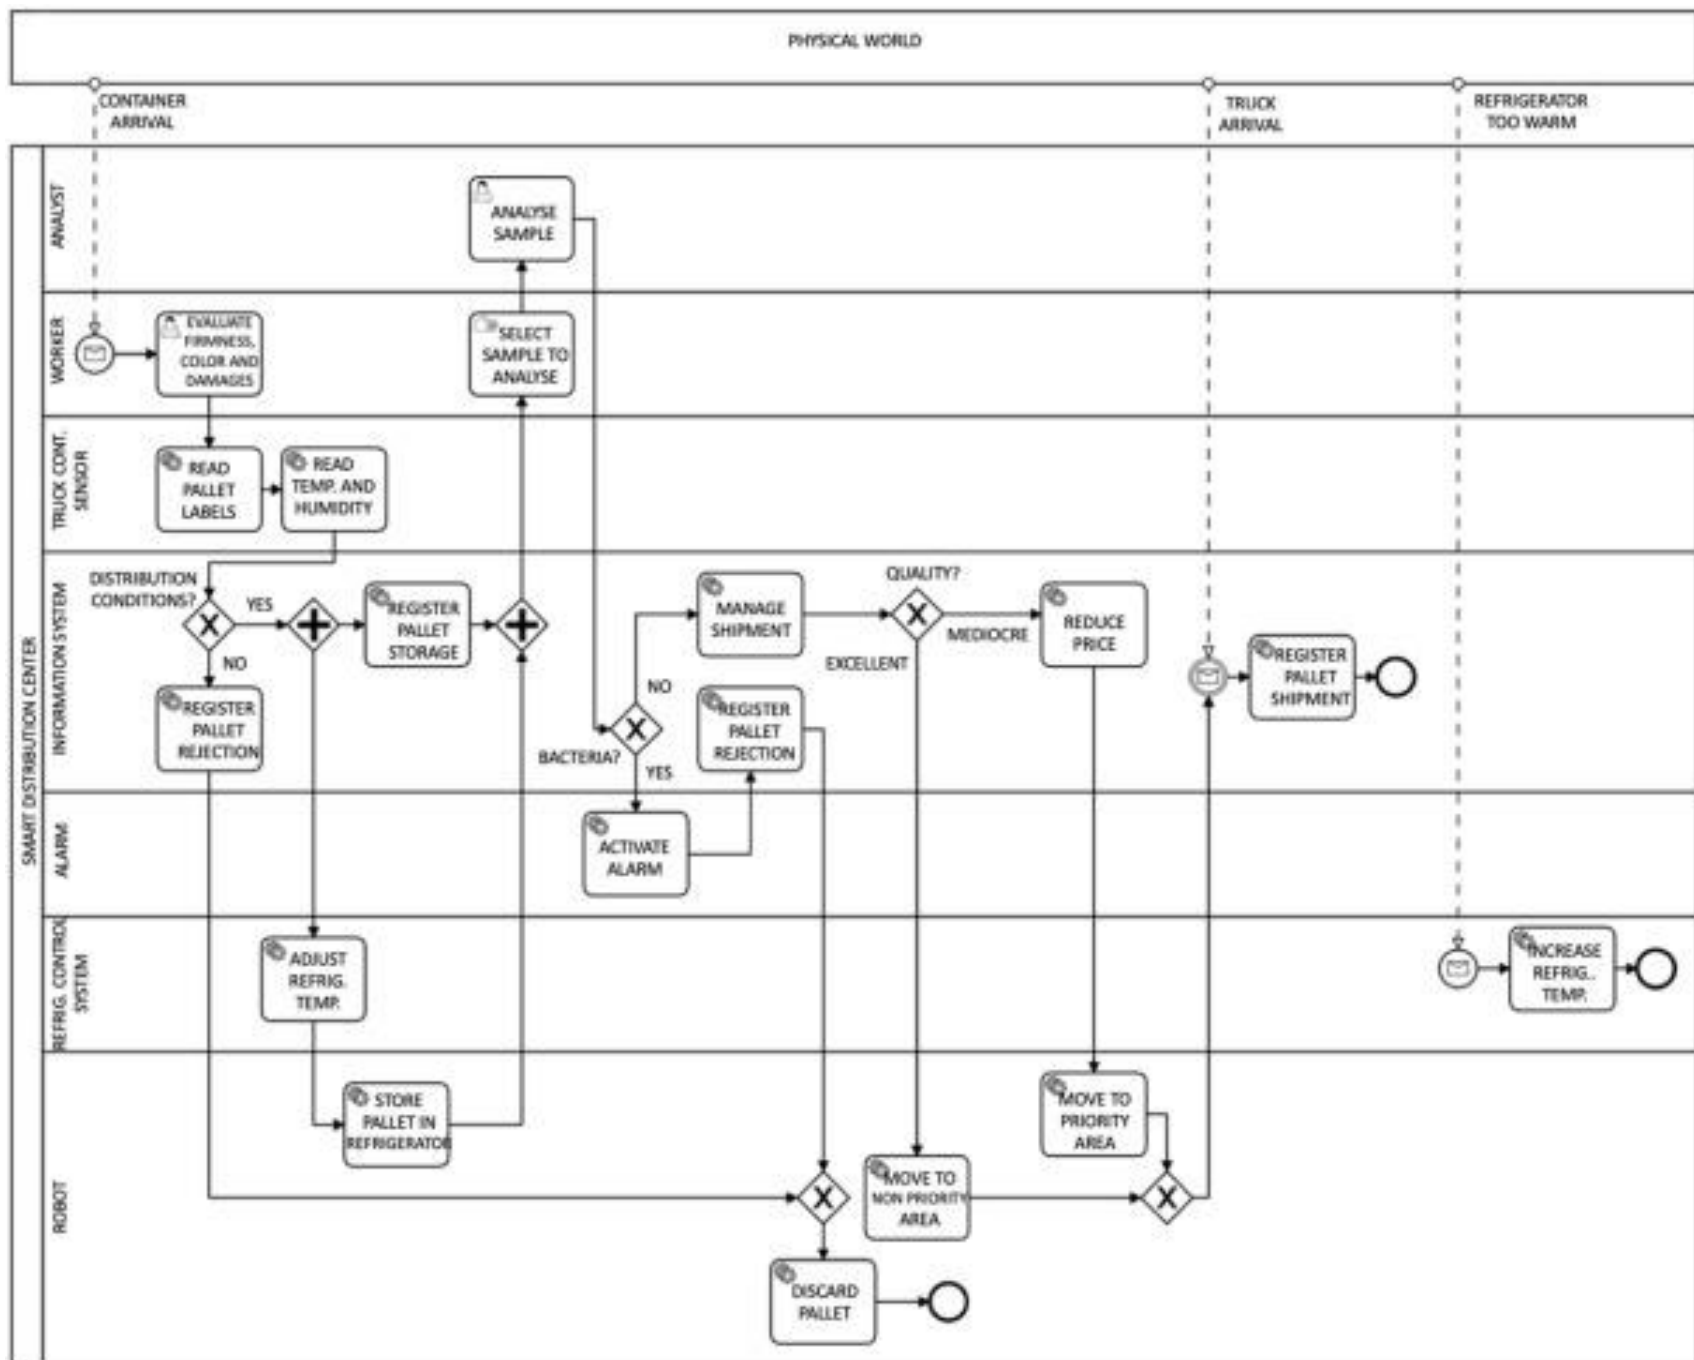 PHYSICAL WORLD
CONTAINER
ARRIVAL
TRUCK
ARRIVAL
REFRIGERATOR
TOO WARM
SMART DISTRIBUTION CENTER
ANALYST
ANALYSE
SAMPLE
WORKER
EVALUATE
FIRMNESS,
COLOR AND
DAMAGES
SELECT
SAMPLE TO
ANALYSE
TRUCK CONT.
SENSOR
READ
PALLET
LABELS
READ
TEMP. AND
HUMIDITY
INFORMATION SYSTEM
DISTRIBUTION
CONDITIONS?
YES
NO
REGISTER
PALLET
STORAGE
REGISTER
PALLET
REJECTION
BACTERIA?
NO
YES
MANAGE
SHIPMENT
REGISTER
PALLET
REJECTION
QUALITY?
MEDIOCRE
EXCELLENT
REDUCE
PRICE
REGISTER
PALLET
SHIPMENT
ALARM
ACTIVATE
ALARM
REFRIG. CONTROL
SYSTEM
ADJUST
REFRIG.
TEMP.
INCREASE
REFRIG..
TEMP.
ROBOT
STORE
PALLET IN
REFRIGERATOR
MOVE TO
PRIORITY
AREA
MOVE TO
NON PRIORITY
AREA
DISCARD
PALLET